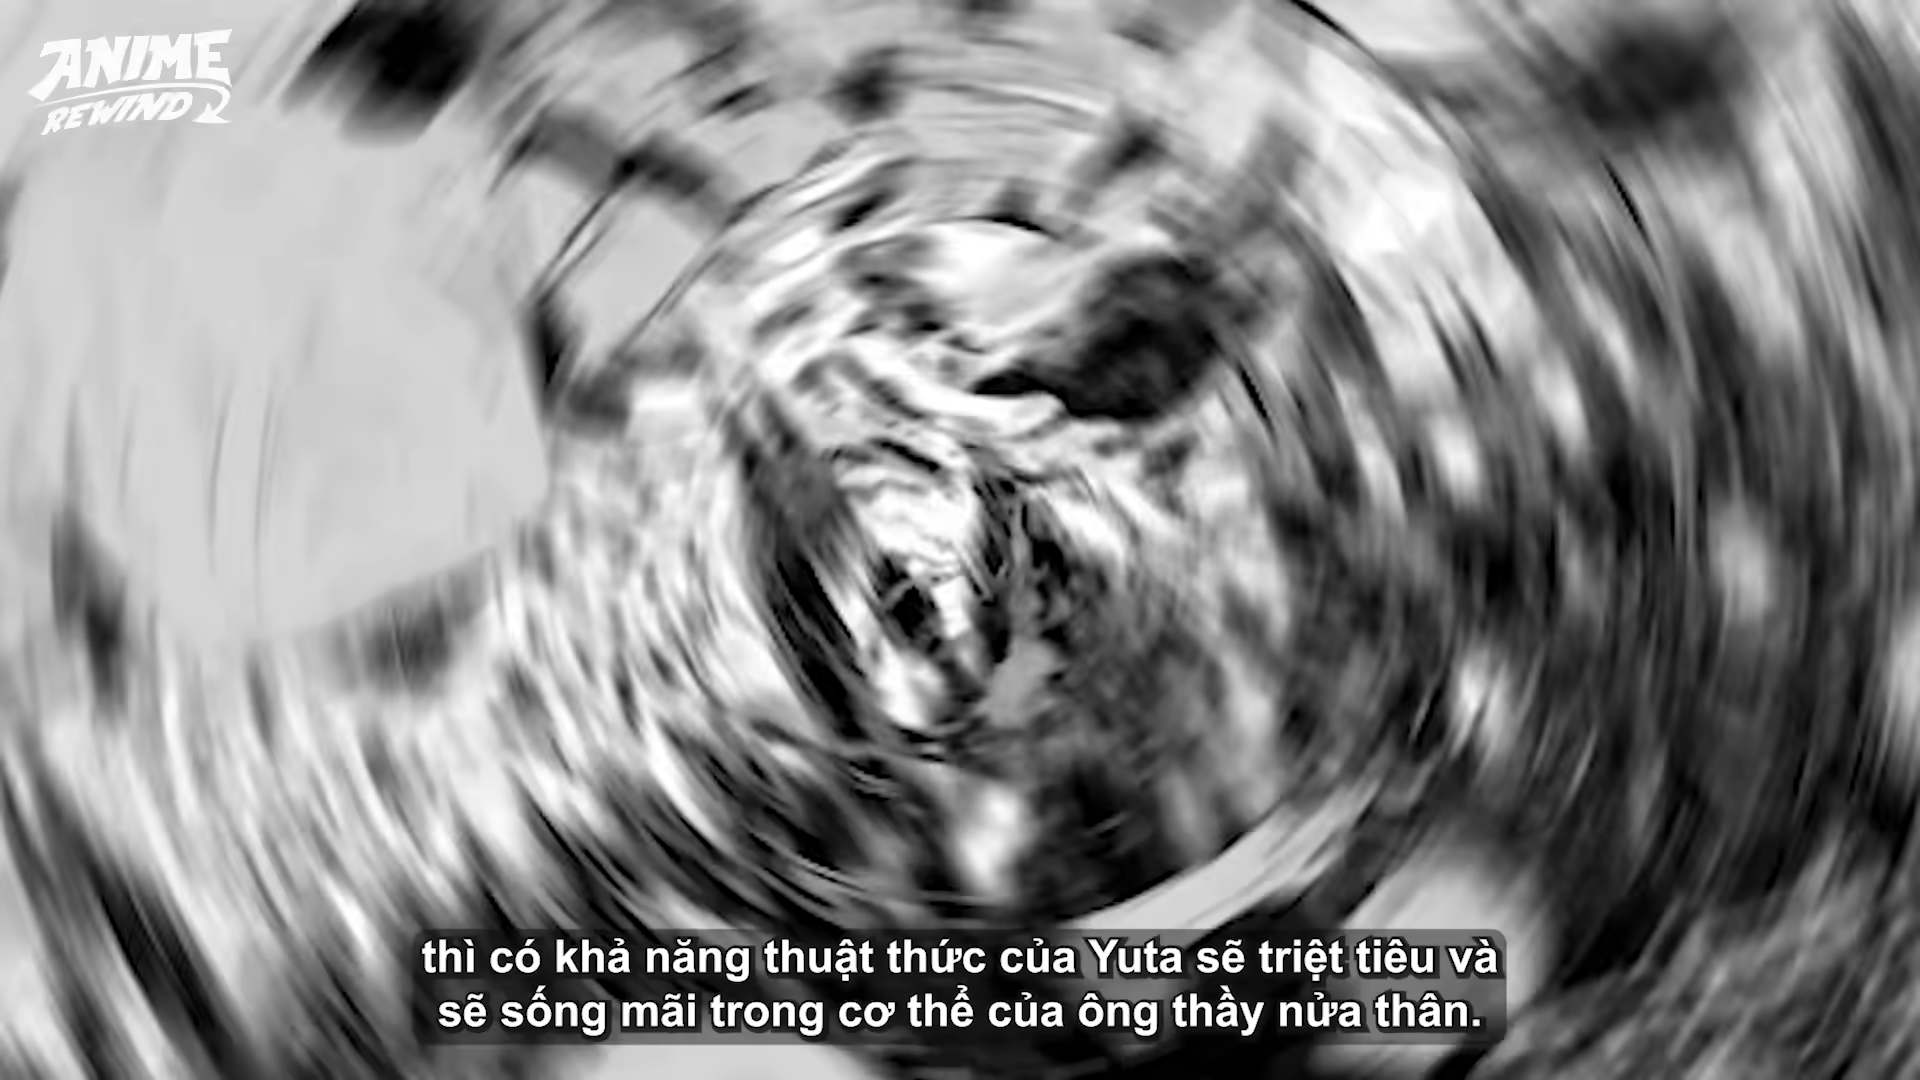 ANIME
REWIND
thì có khả năng thuật thức của Yuta sẽ triệt tiêu và
sẽ sống mãi trong cơ thể của ông thầy nửa thân.